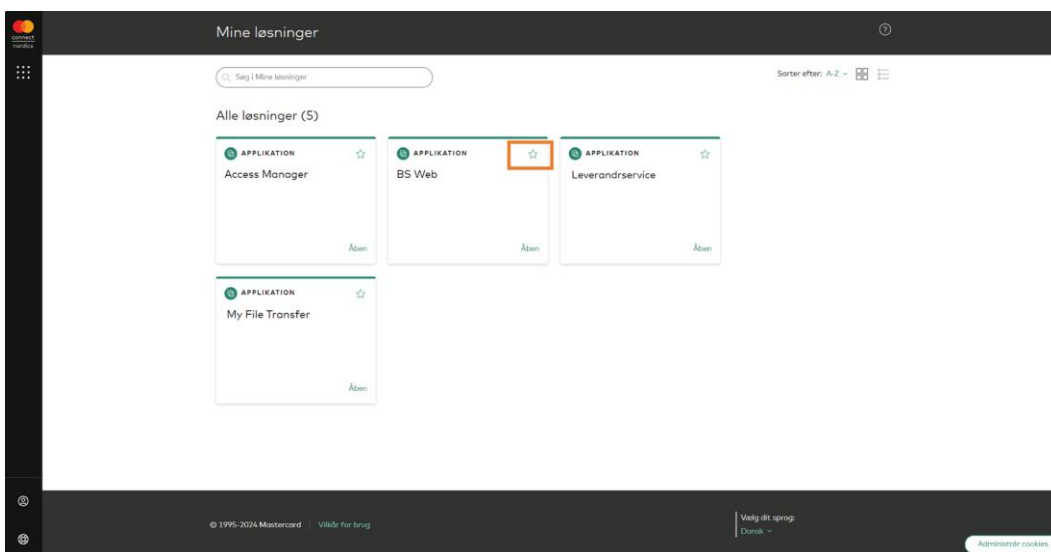 connect
nordics
Mine løsninger
Søg i Mine løsninger
Sorter efter: A-Z
Alle løsninger (5)
APPLIKATION
Access Manager
Åben
APPLIKATION
BS Web
Åben
APPLIKATION
Leverandrservice
Åben
APPLIKATION
My File Transfer
Åben
© 1995-2024 Mastercard
Vilkår for brug
Vælg dit sprog:
Dansk
Administrér cookies